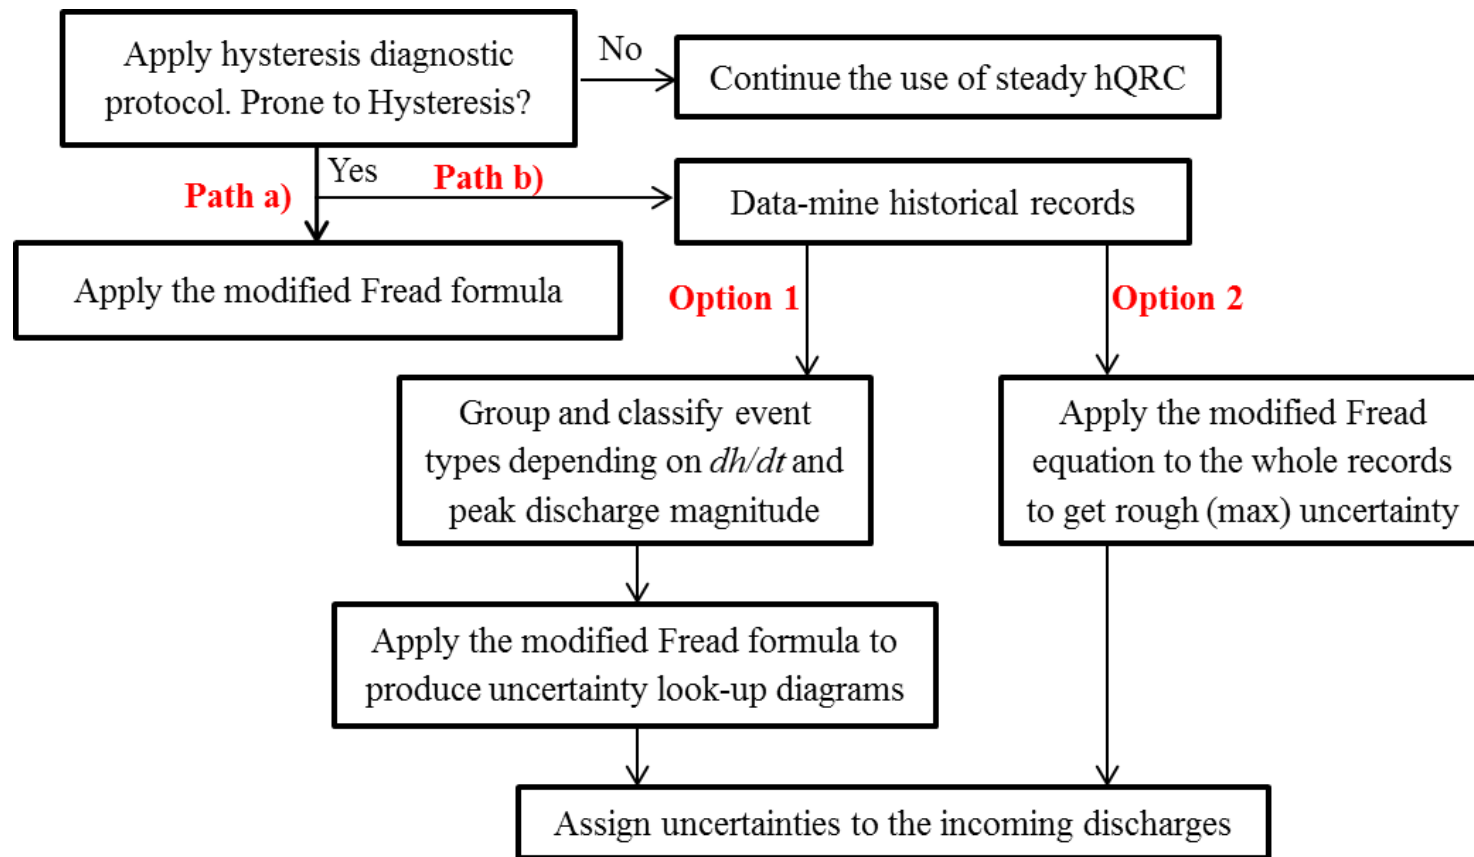 Apply hysteresis diagnostic
protocol. Prone to Hysteresis?
No
Continue the use of steady hQRC
Yes
Path a)
Path b)
Data-mine historical records
Apply the modified Fread formula
Option 1
Option 2
Group and classify event
types depending on dh/dt and
peak discharge magnitude
Apply the modified Fread
equation to the whole records
to get rough (max) uncertainty
Apply the modified Fread formula to
produce uncertainty look-up diagrams
Assign uncertainties to the incoming discharges